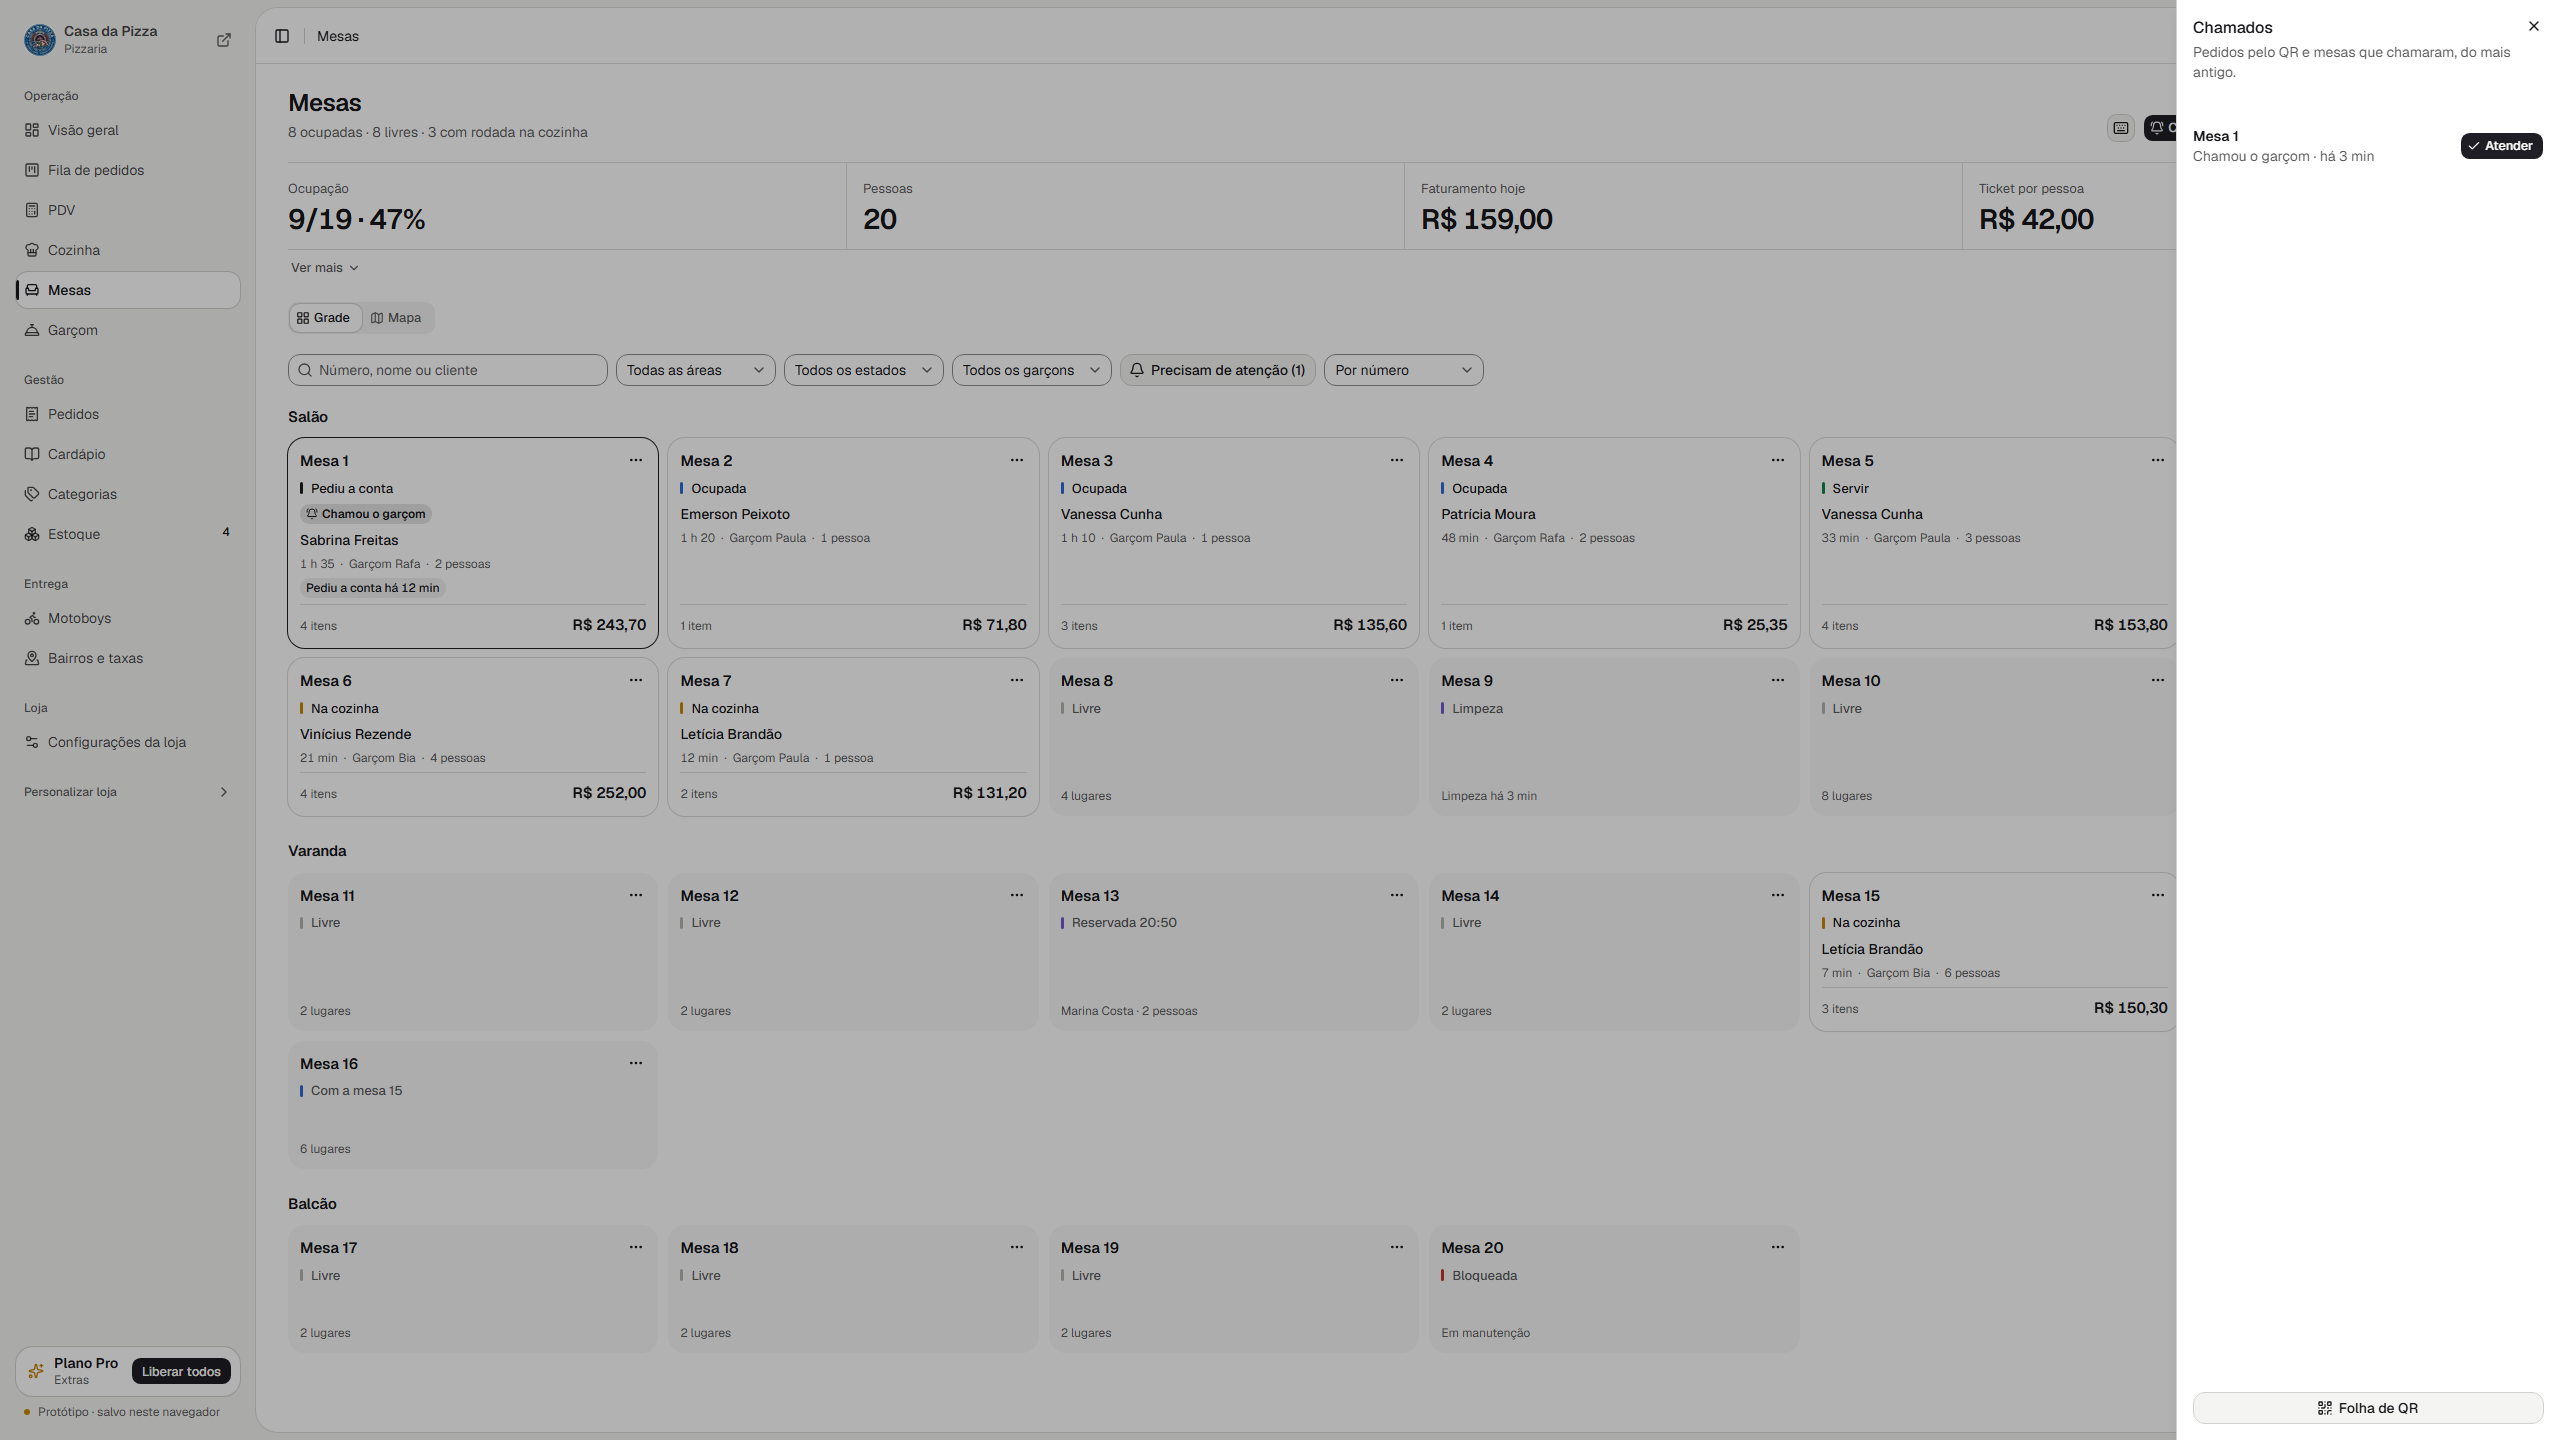 Casa da Pizza
Pizzaria
Operação
Visão geral
Fila de pedidos
PDV
Cozinha
Mesas
Garçom
Gestão
Pedidos
Cardápio
Categorias
Estoque 4
Entrega
Motoboys
Bairros e taxas
Loja
Configurações da loja
Personalizar loja
Plano Pro
Extras
Liberar todos
Protótipo · salvo neste navegador
Mesas
Mesas
8 ocupadas · 8 livres · 3 com rodada na cozinha
Ocupação
9/19 · 47%
Pessoas
20
Faturamento hoje
R$ 159,00
Ticket por pessoa
R$ 42,00
Ver mais
Grade Mapa
Número, nome ou cliente
Todas as áreas
Todos os estados
Todos os garçons
Precisam de atenção (1)
Por número
Salão
Mesa 1
Pediu a conta
Chamou o garçom
Sabrina Freitas
1 h 35 · Garçom Rafa · 2 pessoas
Pediu a conta há 12 min
4 itens R$ 243,70
Mesa 2
Ocupada
Emerson Peixoto
1 h 20 · Garçom Paula · 1 pessoa
1 item R$ 71,80
Mesa 3
Ocupada
Vanessa Cunha
1 h 10 · Garçom Paula · 1 pessoa
3 itens R$ 135,60
Mesa 4
Ocupada
Patrícia Moura
48 min · Garçom Rafa · 2 pessoas
1 item R$ 25,35
Mesa 5
Servir
Vanessa Cunha
33 min · Garçom Paula · 3 pessoas
4 itens R$ 153,80
Mesa 6
Na cozinha
Vinícius Rezende
21 min · Garçom Bia · 4 pessoas
4 itens R$ 252,00
Mesa 7
Na cozinha
Letícia Brandão
12 min · Garçom Paula · 1 pessoa
2 itens R$ 131,20
Mesa 8
Livre
4 lugares
Mesa 9
Limpeza
Limpeza há 3 min
Mesa 10
Livre
8 lugares
Varanda
Mesa 11
Livre
2 lugares
Mesa 12
Livre
2 lugares
Mesa 13
Reservada 20:50
Marina Costa · 2 pessoas
Mesa 14
Livre
2 lugares
Mesa 15
Na cozinha
Letícia Brandão
7 min · Garçom Bia · 6 pessoas
3 itens R$ 150,30
Mesa 16
Com a mesa 15
6 lugares
Balcão
Mesa 17
Livre
2 lugares
Mesa 18
Livre
2 lugares
Mesa 19
Livre
2 lugares
Mesa 20
Bloqueada
Em manutenção
Chamados
Pedidos pelo QR e mesas que chamaram, do mais
antigo.
Mesa 1
Chamou o garçom · há 3 min
Atender
Folha de QR